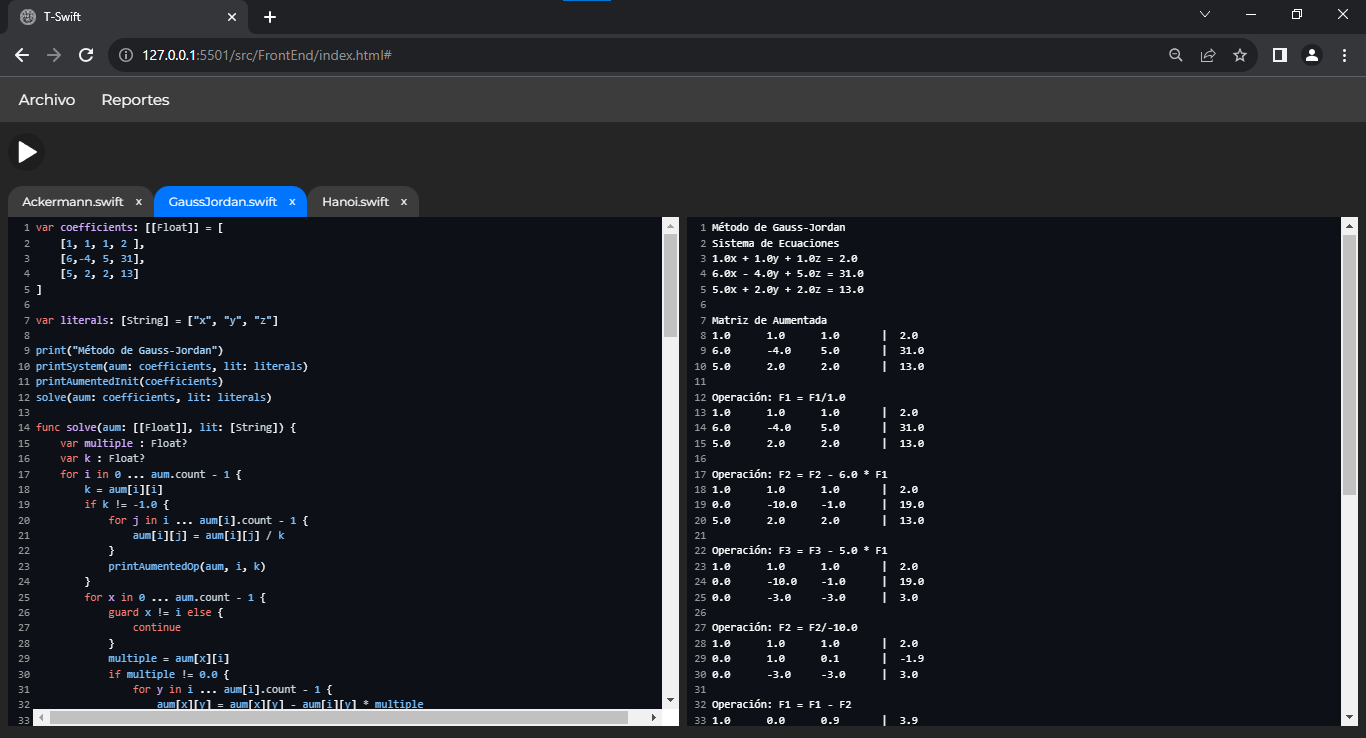 T-Swift
127.0.0.1:5501/src/FrontEnd/index.html#
Archivo Reportes
Ackermann.swift x GaussJordan.swift x Hanoi.swift x
1 var coefficients: [[Float]] = [
2     [1, 1, 1, 2 ],
3     [6,-4, 5, 31],
4     [5, 2, 2, 13]
5 ]
6
7 var literals: [String] = ["x", "y", "z"]
8
9 print("Método de Gauss-Jordan")
10 printSystem(aum: coefficients, lit: literals)
11 printAumentedInit(coefficients)
12 solve(aum: coefficients, lit: literals)
13
14 func solve(aum: [[Float]], lit: [String]) {
15     var multiple : Float?
16     var k : Float?
17     for i in 0 ... aum.count - 1 {
18         k = aum[i][i]
19         if k != -1.0 {
20             for j in i ... aum[i].count - 1 {
21                 aum[i][j] = aum[i][j] / k
22             }
23             printAumentedOp(aum, i, k)
24         }
25         for x in 0 ... aum.count - 1 {
26             guard x != i else {
27                 continue
28             }
29             multiple = aum[x][i]
30             if multiple != 0.0 {
31                 for y in i ... aum[i].count - 1 {
32                     aum[x][y] = aum[x][y] - aum[i][y] * multiple
33
1 Método de Gauss-Jordan
2 Sistema de Ecuaciones
3 1.0x + 1.0y + 1.0z = 2.0
4 6.0x - 4.0y + 5.0z = 31.0
5 5.0x + 2.0y + 2.0z = 13.0
6
7 Matriz de Aumentada
8 1.0 1.0 1.0 | 2.0
9 6.0 -4.0 5.0 | 31.0
10 5.0 2.0 2.0 | 13.0
11
12 Operación: F1 = F1/1.0
13 1.0 1.0 1.0 | 2.0
14 6.0 -4.0 5.0 | 31.0
15 5.0 2.0 2.0 | 13.0
16
17 Operación: F2 = F2 - 6.0 * F1
18 1.0 1.0 1.0 | 2.0
19 0.0 -10.0 -1.0 | 19.0
20 5.0 2.0 2.0 | 13.0
21
22 Operación: F3 = F3 - 5.0 * F1
23 1.0 1.0 1.0 | 2.0
24 0.0 -10.0 -1.0 | 19.0
25 0.0 -3.0 -3.0 | 3.0
26
27 Operación: F2 = F2/-10.0
28 1.0 1.0 1.0 | 2.0
29 0.0 1.0 0.1 | -1.9
30 0.0 -3.0 -3.0 | 3.0
31
32 Operación: F1 = F1 - F2
33 1.0 0.0 0.9 | 3.9